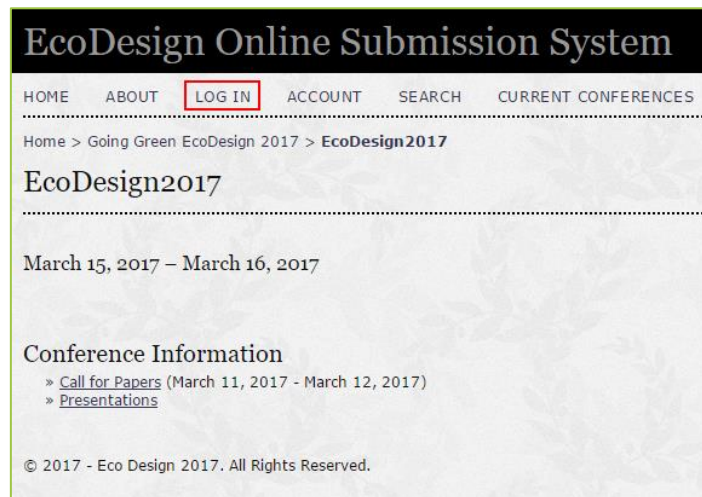 EcoDesign Online Submission System
HOME ABOUT LOG IN ACCOUNT SEARCH CURRENT CONFERENCES
Home > Going Green EcoDesign 2017 > EcoDesign2017
EcoDesign2017
March 15, 2017 – March 16, 2017
Conference Information
» Call for Papers (March 11, 2017 - March 12, 2017)
» Presentations
© 2017 - Eco Design 2017. All Rights Reserved.